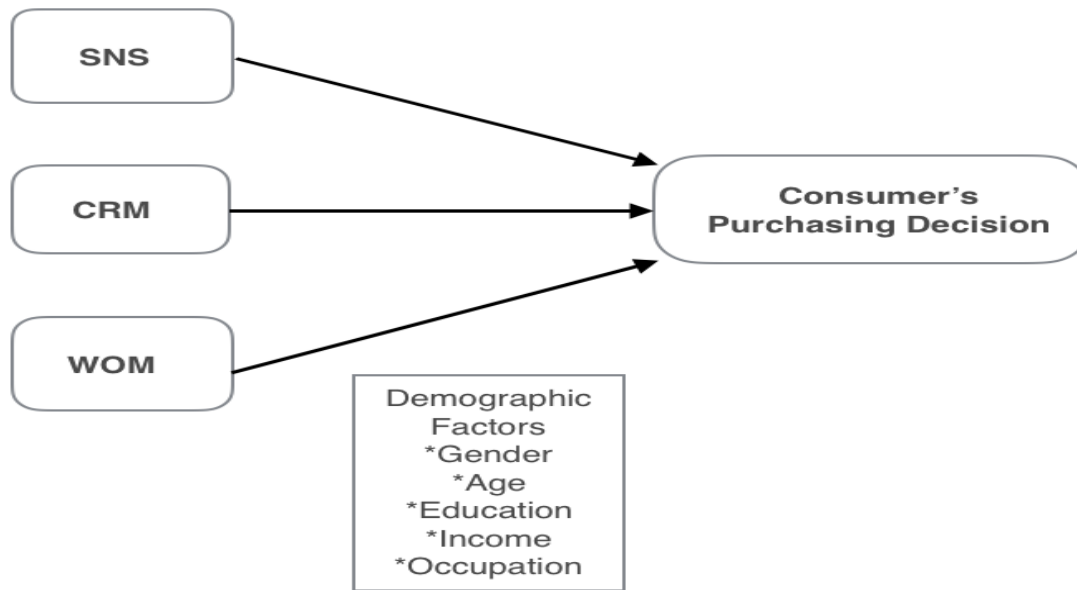 SNS
CRM
WOM
Consumer’s
Purchasing Decision
Demographic
Factors
*Gender
*Age
*Education
*Income
*Occupation